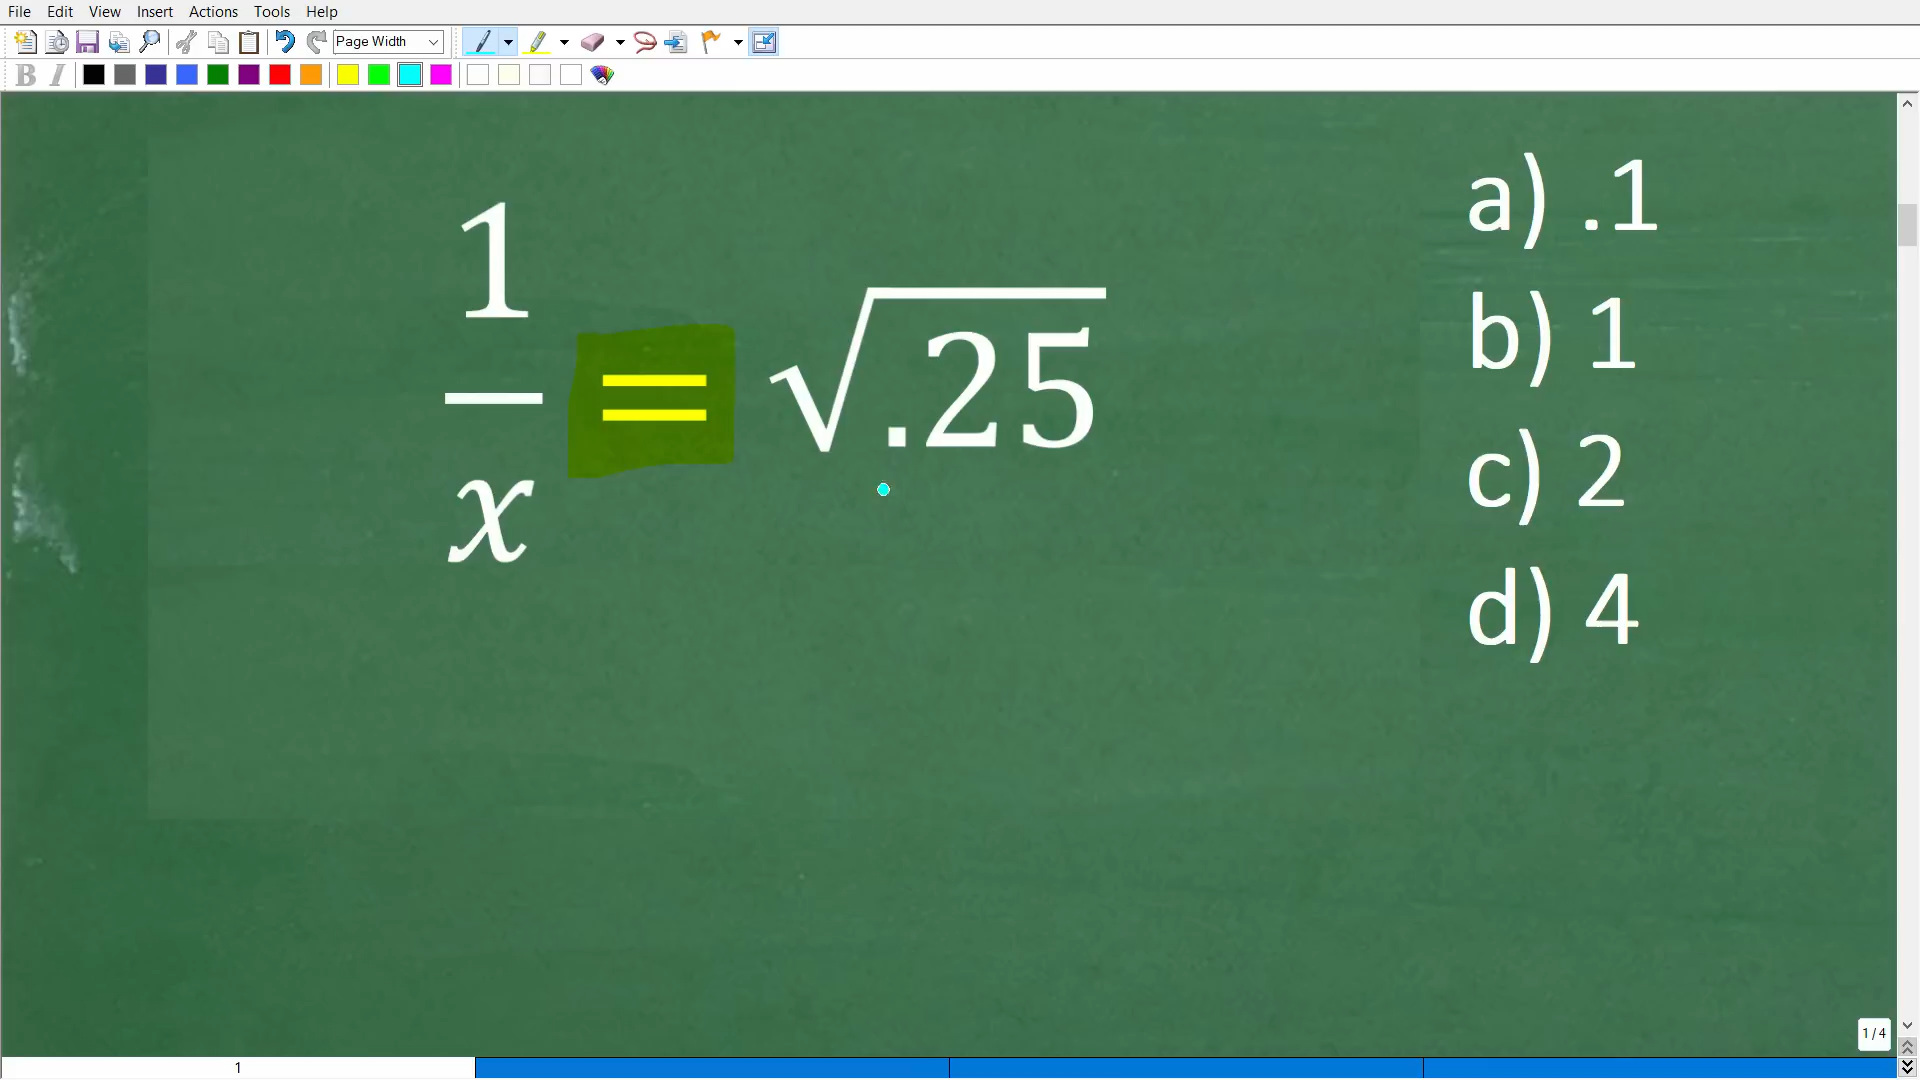 File Edit View Insert Actions Tools Help
Page Width
B I
1/x = √.25
a) .1
b) 1
c) 2
d) 4
1 / 4
1